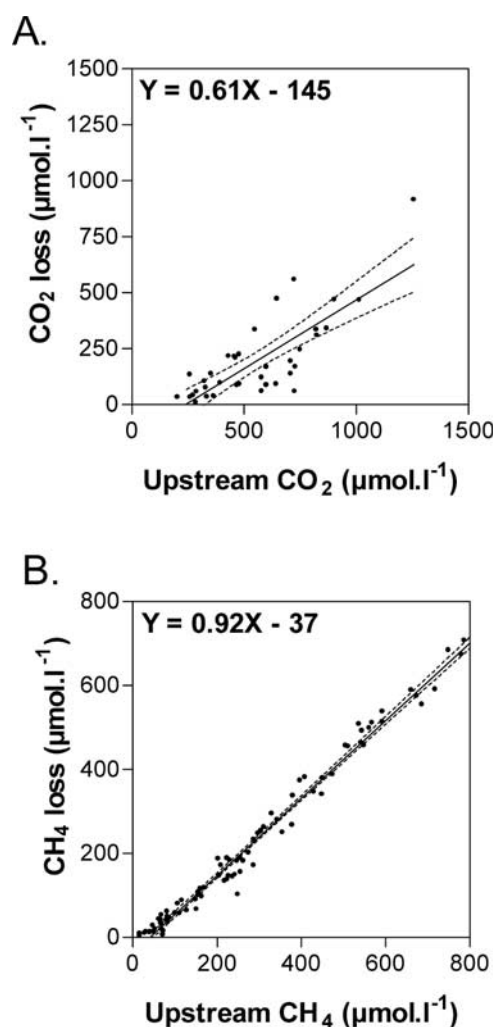 A.
Y = 0.61X - 145
1500
1250
1000
750
500
250
0
CO₂ loss (µmol.l⁻¹)
0 500 1000 1500
Upstream CO₂ (µmol.l⁻¹)
B.
Y = 0.92X - 37
800
600
400
200
0
CH₄ loss (µmol.l⁻¹)
0 200 400 600 800
Upstream CH₄ (µmol.l⁻¹)